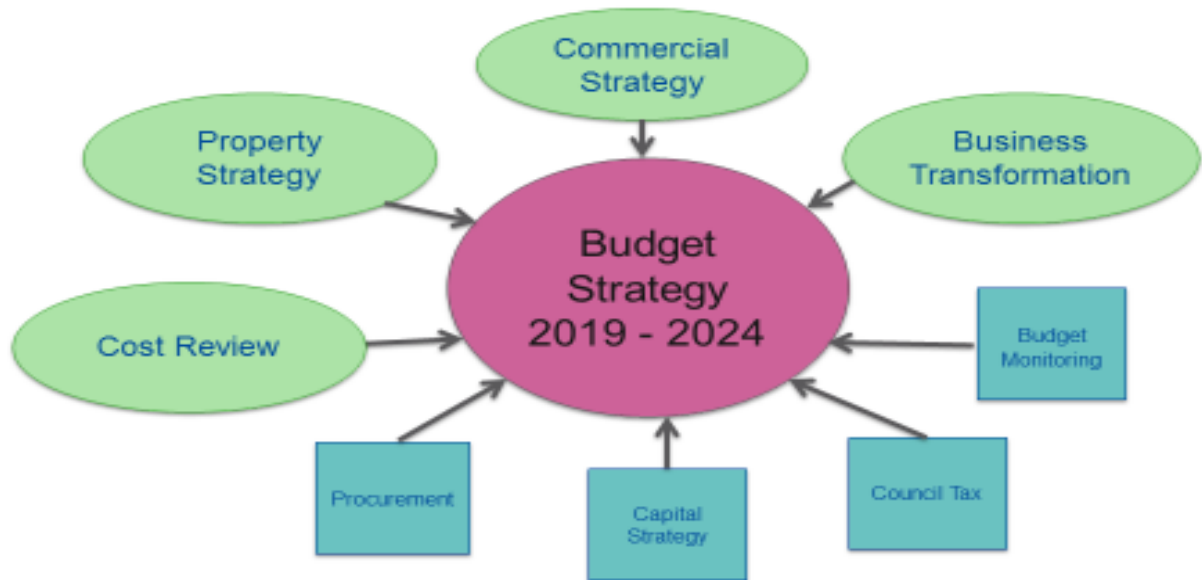 Commercial
Strategy
Property
Strategy
Business
Transformation
Budget
Strategy
2019 - 2024
Cost Review
Budget
Monitoring
Procurement
Capital
Strategy
Council Tax